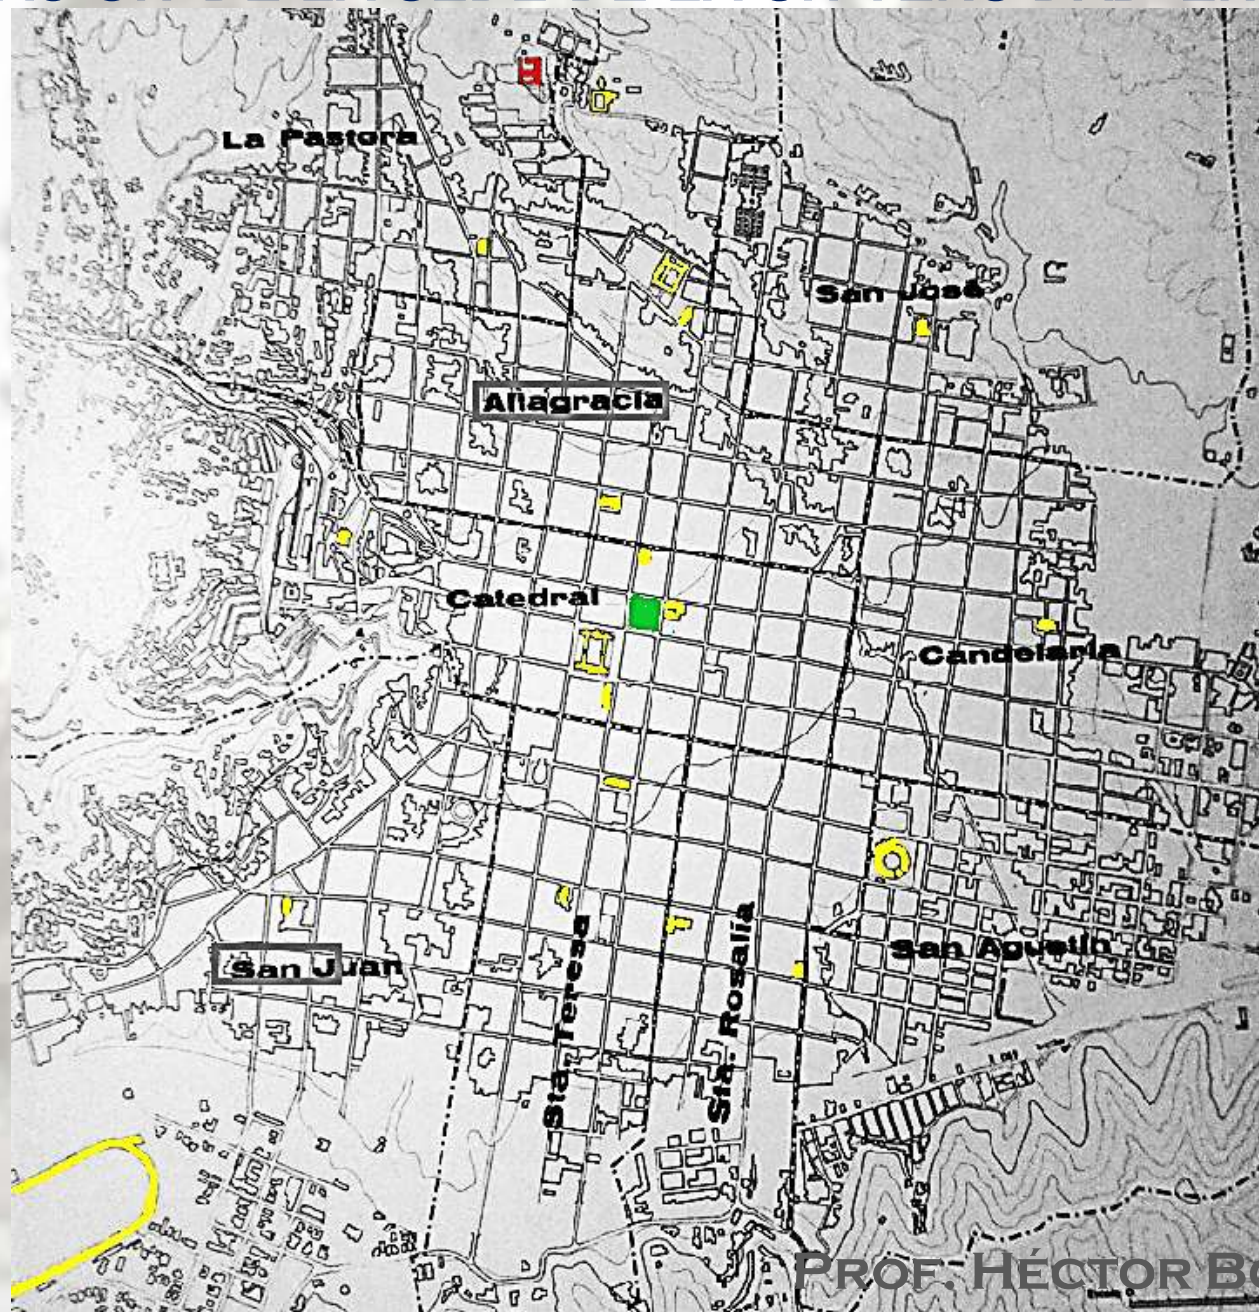 La Pastora
San José
Altagracia
Catedral
Candelaria
San Agustín
San Juan
Sta. Teresa
Sta. Rosalía
PROF. HÉCTOR